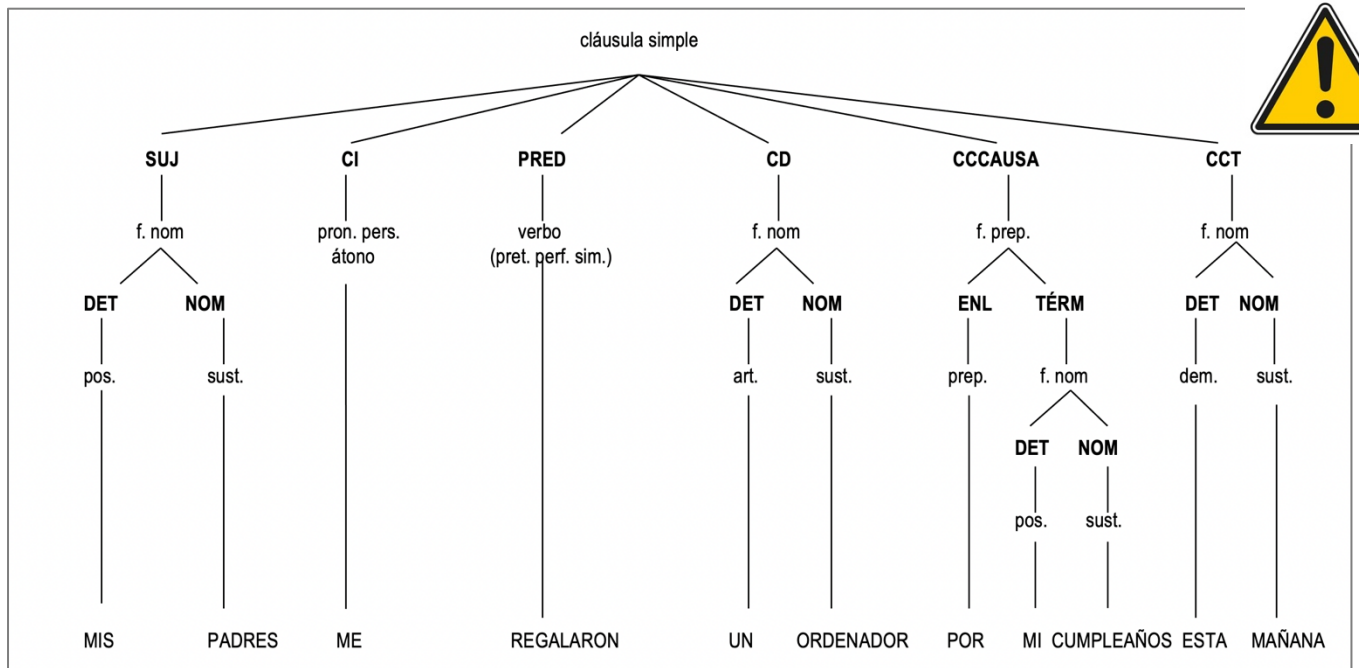 cláusula simple
SUJ CI PRED CD CCCAUSA CCT
f. nom pron. pers. verbo f. nom f. prep. f. nom
átono (pret. perf. sim.)
DET NOM DET NOM ENL TÉRM DET NOM
pos. sust. art. sust. prep. f. nom dem. sust.
DET NOM
pos. sust.
MIS PADRES ME REGALARON UN ORDENADOR POR MI CUMPLEAÑOS ESTA MAÑANA